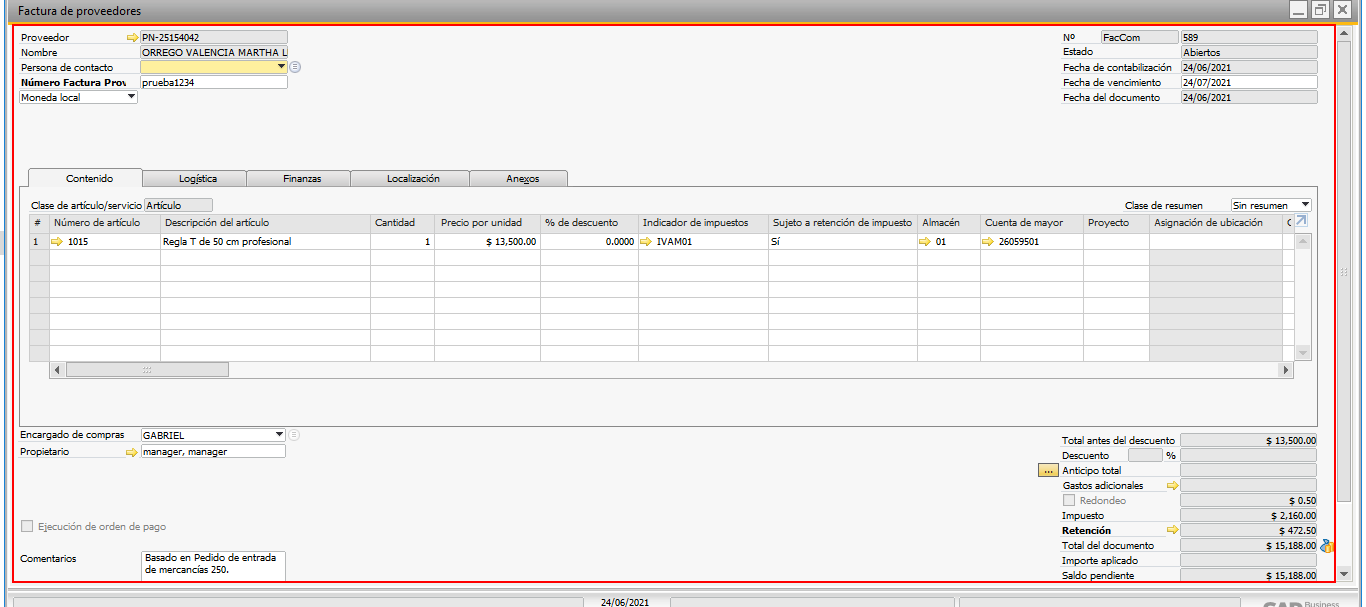 Factura de proveedores
Proveedor PN-25154042
Nombre ORREGO VALENCIA MARTHA L
Persona de contacto
Número Factura Prov prueba1234
Moneda local
Nº FacCom 589
Estado Abiertos
Fecha de contabilización 24/06/2021
Fecha de vencimiento 24/07/2021
Fecha del documento 24/06/2021
Contenido Logística Finanzas Localización Anexos
Clase de artículo/servicio Artículo Clase de resumen Sin resumen
# Número de artículo Descripción del artículo Cantidad Precio por unidad % de descuento Indicador de impuestos Sujeto a retención de impuesto Almacén Cuenta de mayor Proyecto Asignación de ubicación
1 1015 Regla T de 50 cm profesional 1 $ 13,500.00 0.0000 IVAM01 Sí 01 26059501
Encargado de compras GABRIEL
Propietario manager, manager
Ejecución de orden de pago
Comentarios Basado en Pedido de entrada
de mercancías 250.
Total antes del descuento $ 13,500.00
Descuento %
... Anticipo total
Gastos adicionales
Redondeo $ 0.50
Impuesto $ 2,160.00
Retención $ 472.50
Total del documento $ 15,188.00
Importe aplicado
Saldo pendiente $ 15,188.00
24/06/2021
Business